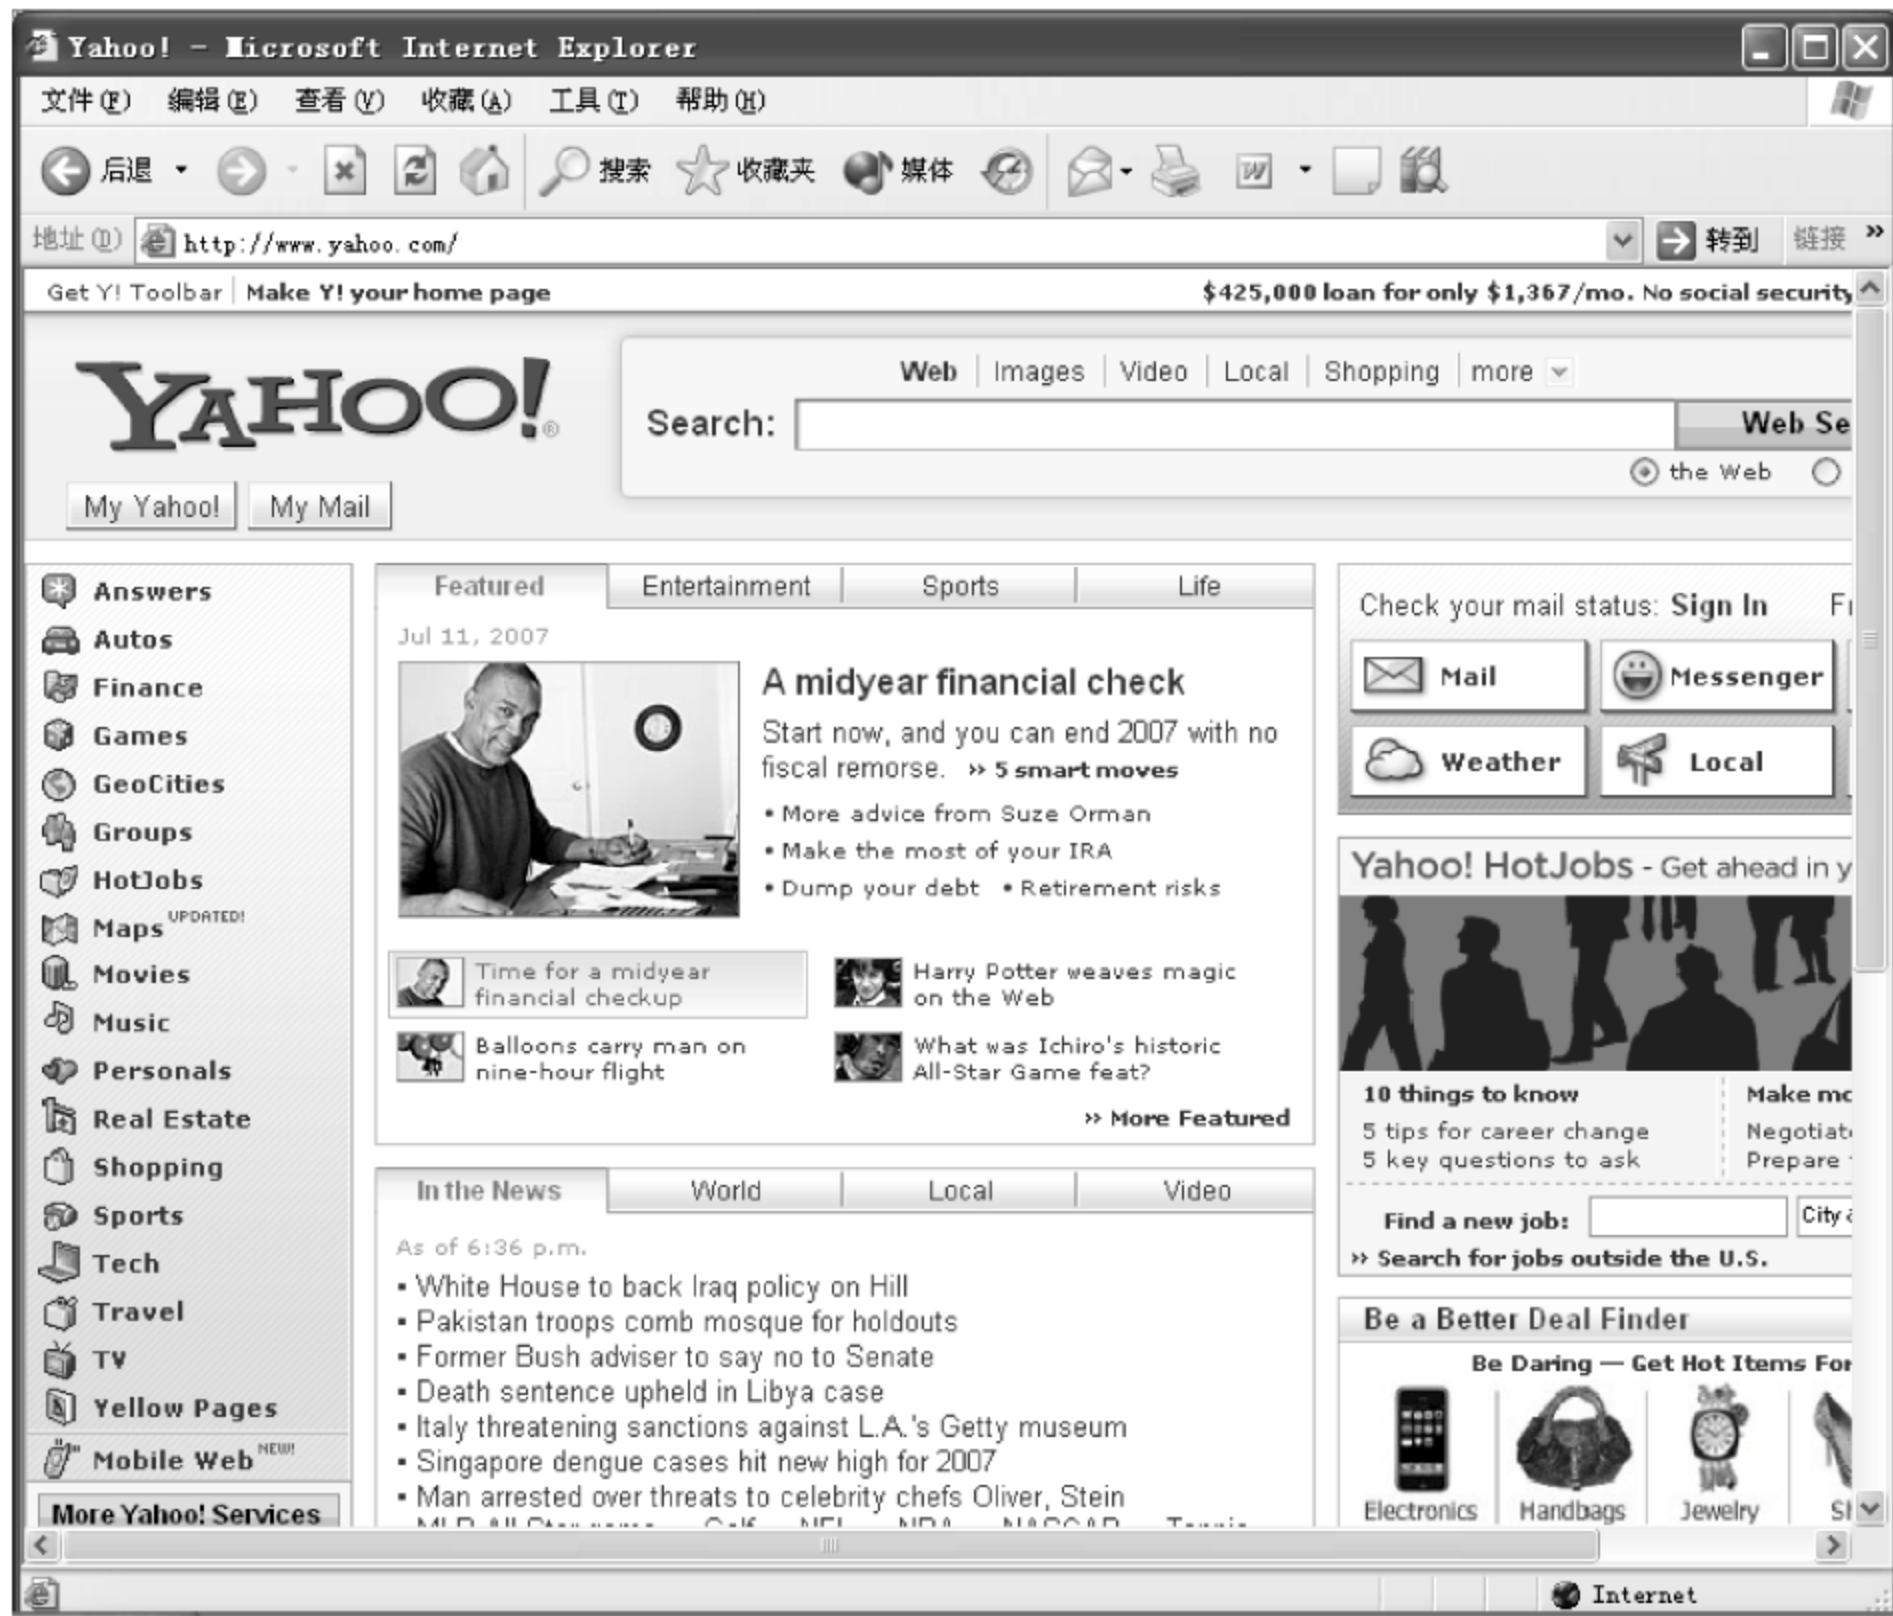 Yahoo! - Microsoft Internet Explorer
文件(F) 编辑(E) 查看(V) 收藏(A) 工具(T) 帮助(H)
后退 搜索 收藏夹 媒体
地址(D) http://www.yahoo.com/ 转到 链接 »
Get Y! Toolbar Make Y! your home page $425,000 loan for only $1,367/mo. No social security
YAHOO!®
Web Images Video Local Shopping more
Search: Web Se
the Web
My Yahoo! My Mail
Answers
Autos
Finance
Games
GeoCities
Groups
HotJobs
Maps UPDATED!
Movies
Music
Personals
Real Estate
Shopping
Sports
Tech
Travel
TV
Yellow Pages
Mobile Web NEW!
More Yahoo! Services
Featured Entertainment Sports Life
Jul 11, 2007
A midyear financial check
Start now, and you can end 2007 with no
fiscal remorse. » 5 smart moves
• More advice from Suze Orman
• Make the most of your IRA
• Dump your debt • Retirement risks
Time for a midyear
financial checkup
Harry Potter weaves magic
on the Web
Balloons carry man on
nine-hour flight
What was Ichiro's historic
All-Star Game feat?
» More Featured
In the News World Local Video
As of 6:36 p.m.
▪ White House to back Iraq policy on Hill
▪ Pakistan troops comb mosque for holdouts
▪ Former Bush adviser to say no to Senate
▪ Death sentence upheld in Libya case
▪ Italy threatening sanctions against L.A.'s Getty museum
▪ Singapore dengue cases hit new high for 2007
▪ Man arrested over threats to celebrity chefs Oliver, Stein
Check your mail status: Sign In
Mail Messenger
Weather Local
Yahoo! HotJobs - Get ahead in y
10 things to know
5 tips for career change
5 key questions to ask
Make mo
Negotiat
Prepare
Find a new job: City
» Search for jobs outside the U.S.
Be a Better Deal Finder
Be Daring — Get Hot Items For
Electronics Handbags Jewelry
Internet